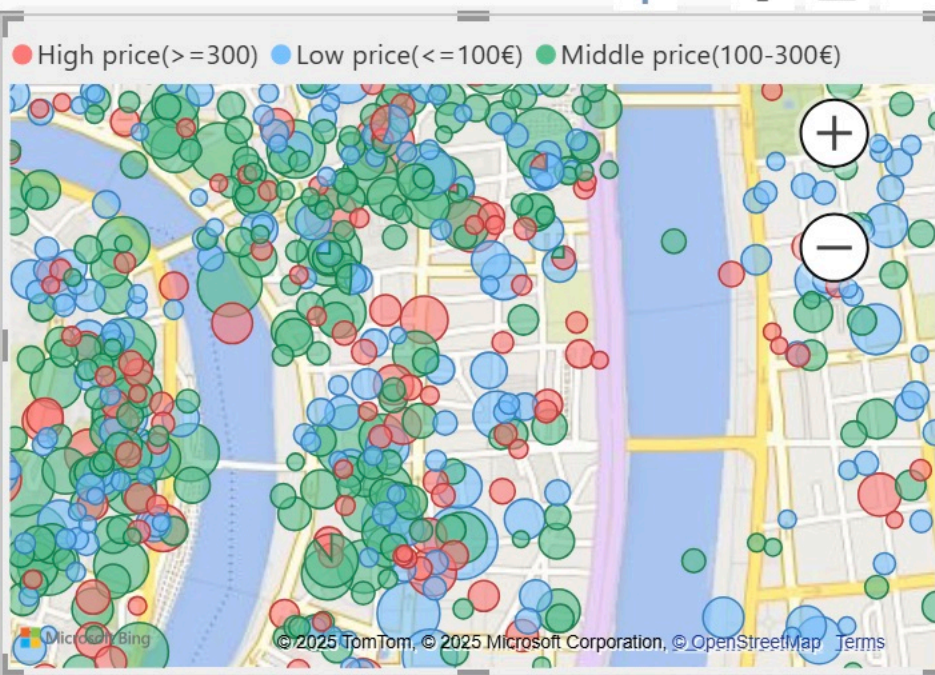 High price(>=300) Low price(<=100€) Middle price(100-300€)
Microsoft Bing
© 2025 TomTom, © 2025 Microsoft Corporation, © OpenStreetMap Terms